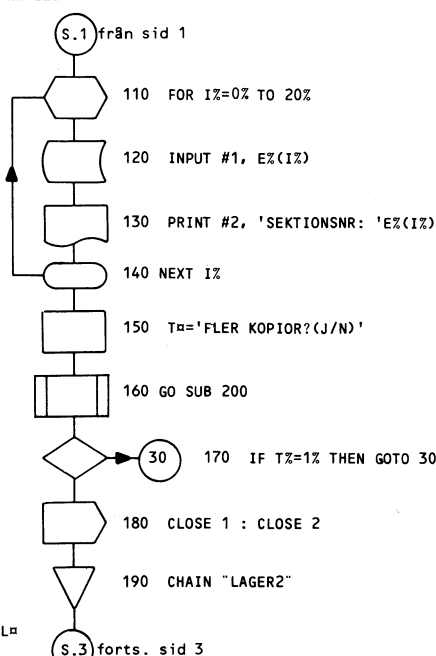 S.1 från sid 1
110 FOR I%=0% TO 20%
120 INPUT #1, E%(I%)
130 PRINT #2, 'SEKTIONSNR: 'E%(I%)
140 NEXT I%
150 T¤='FLER KOPIOR?(J/N)'
160 GO SUB 200
30 170 IF T%=1% THEN GOTO 30
180 CLOSE 1 : CLOSE 2
190 CHAIN "LAGER2"
L¤
S.3 forts. sid 3